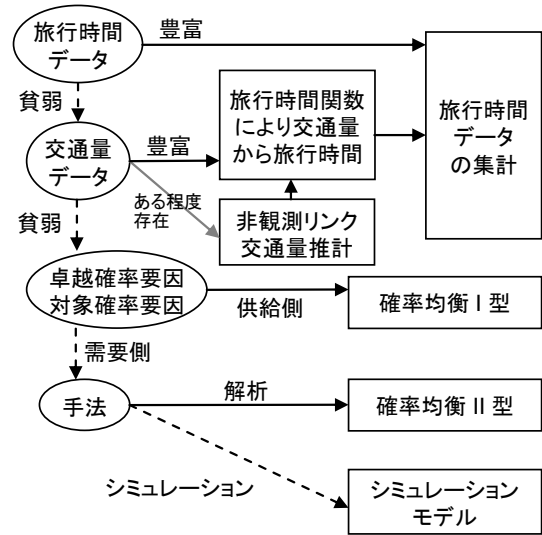 旅行時間
データ
豊富
貧弱
旅行時間関数
により交通量
から旅行時間
旅行時間
データ
の集計
交通量
データ
豊富
ある程度
存在
非観測リンク
交通量推計
貧弱
卓越確率要因
対象確率要因
供給側
確率均衡 I 型
需要側
手法
解析
確率均衡 II 型
シミュレーション
シミュレーション
モデル